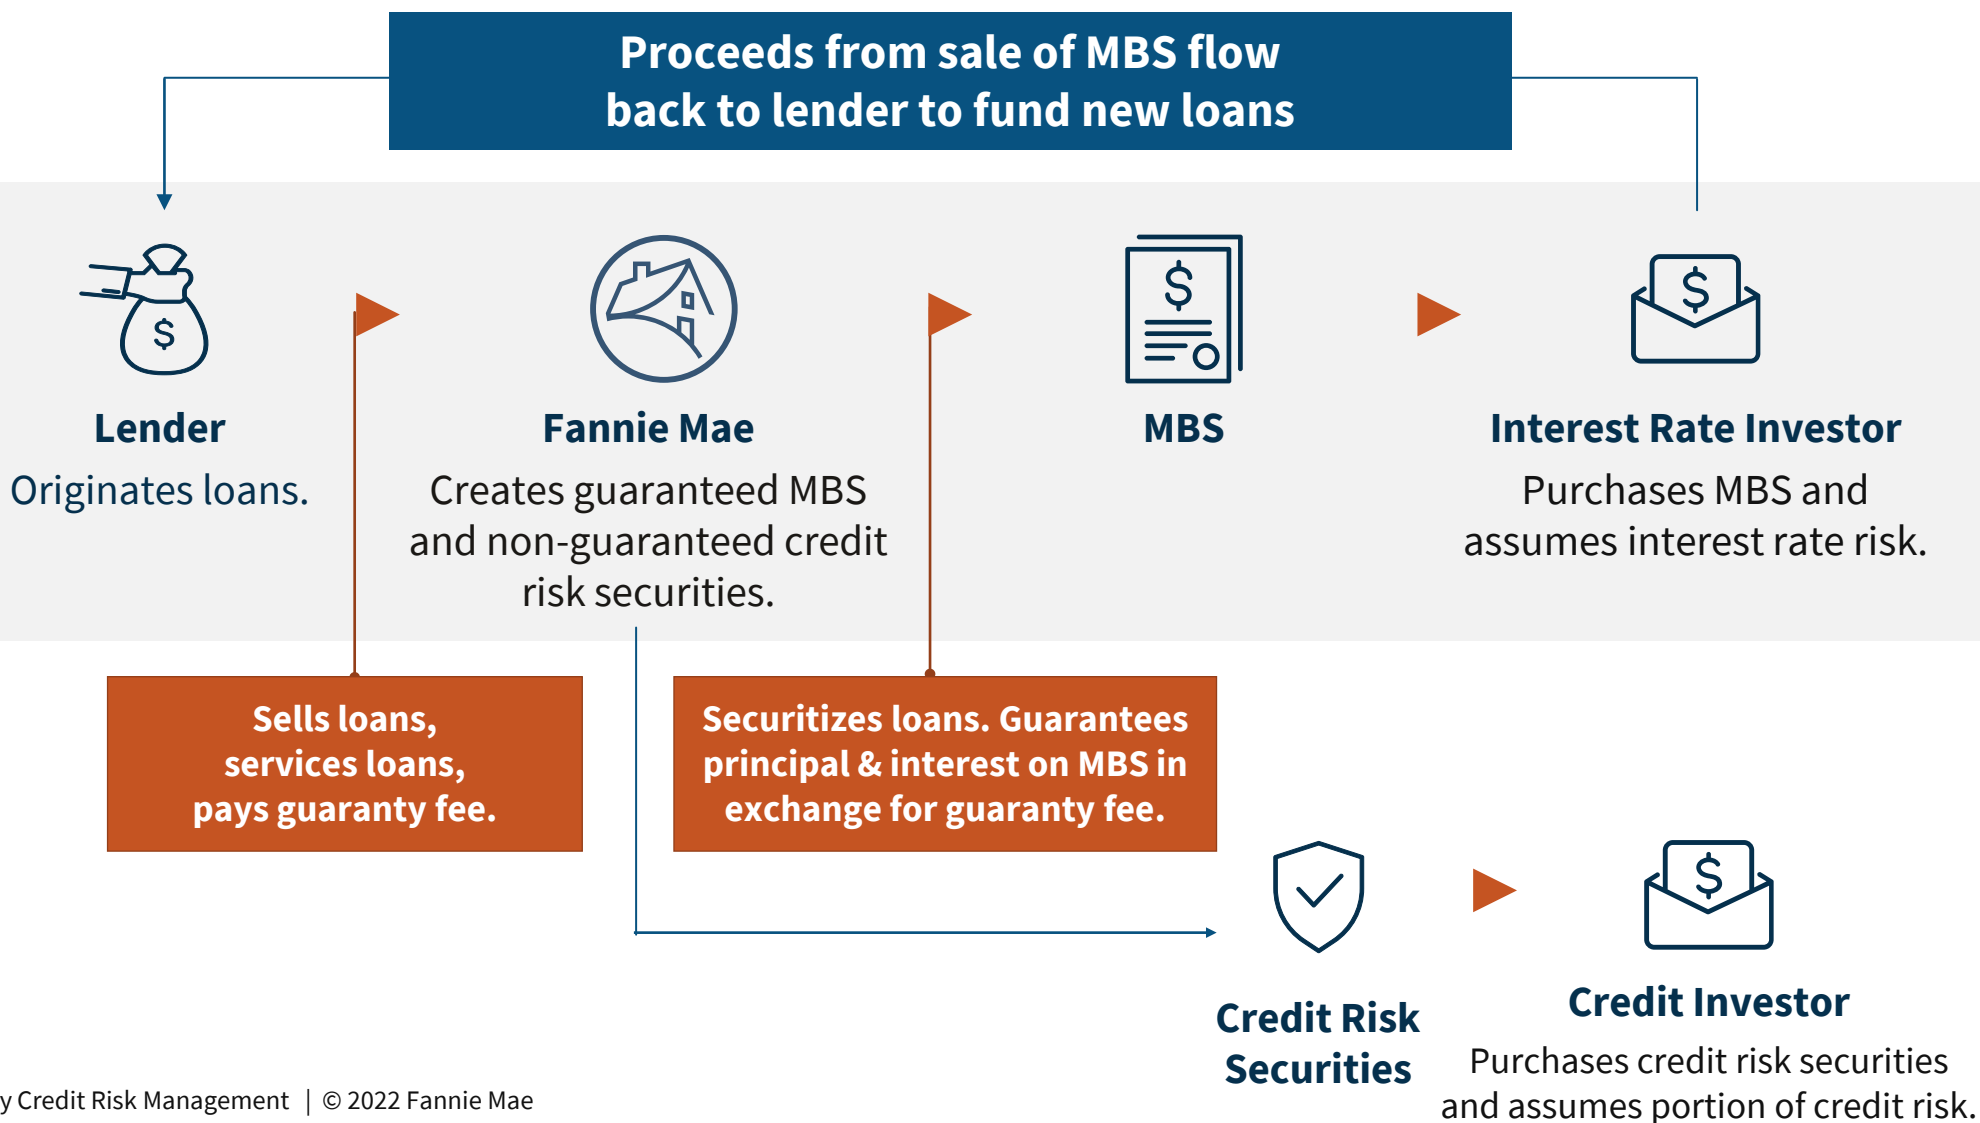 Proceeds from sale of MBS flow
back to lender to fund new loans
$
$
$
Lender
Originates loans.
Fannie Mae
Creates guaranteed MBS
and non-guaranteed credit
risk securities.
MBS
Interest Rate Investor
Purchases MBS and
assumes interest rate risk.
Sells loans,
services loans,
pays guaranty fee.
Securitizes loans. Guarantees
principal & interest on MBS in
exchange for guaranty fee.
$
Credit Risk
Securities
Credit Investor
Purchases credit risk securities
and assumes portion of credit risk.
y Credit Risk Management | © 2022 Fannie Mae